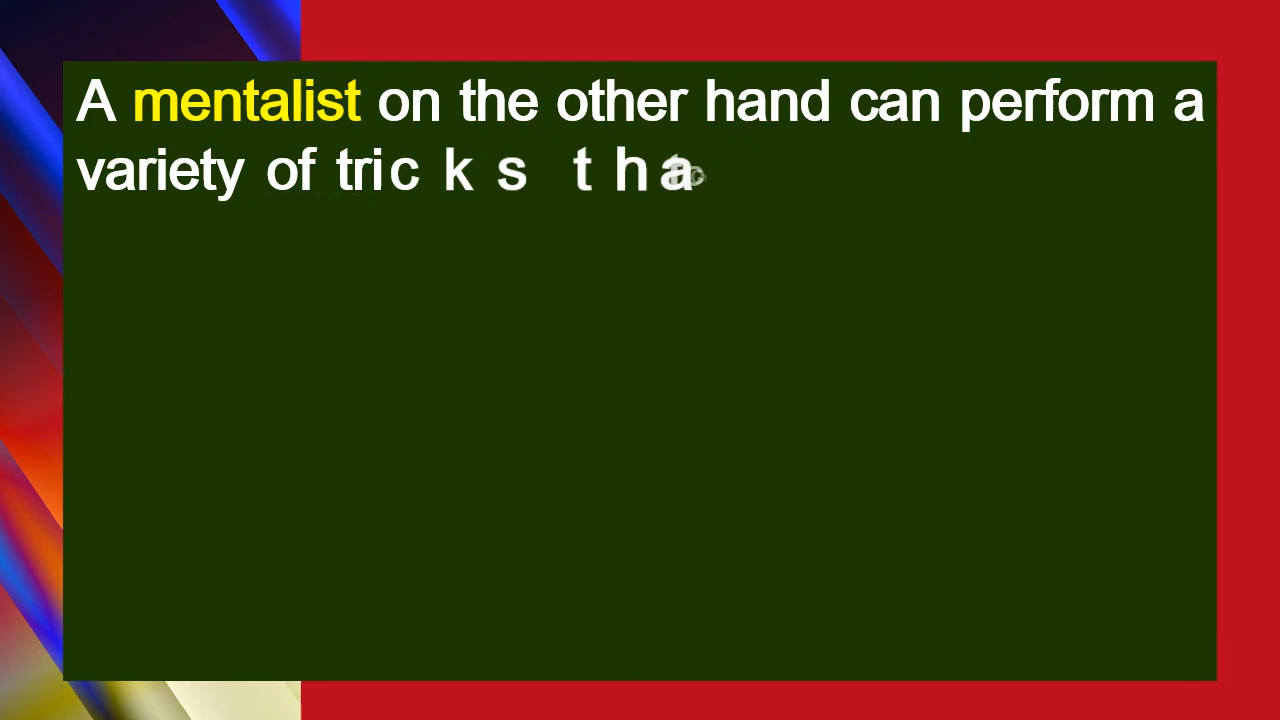 A mentalist on the other hand can perform a
variety of tricks tha